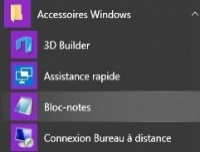 Accessoires Windows
3D Builder
Assistance rapide
Bloc-notes
Connexion Bureau à distance